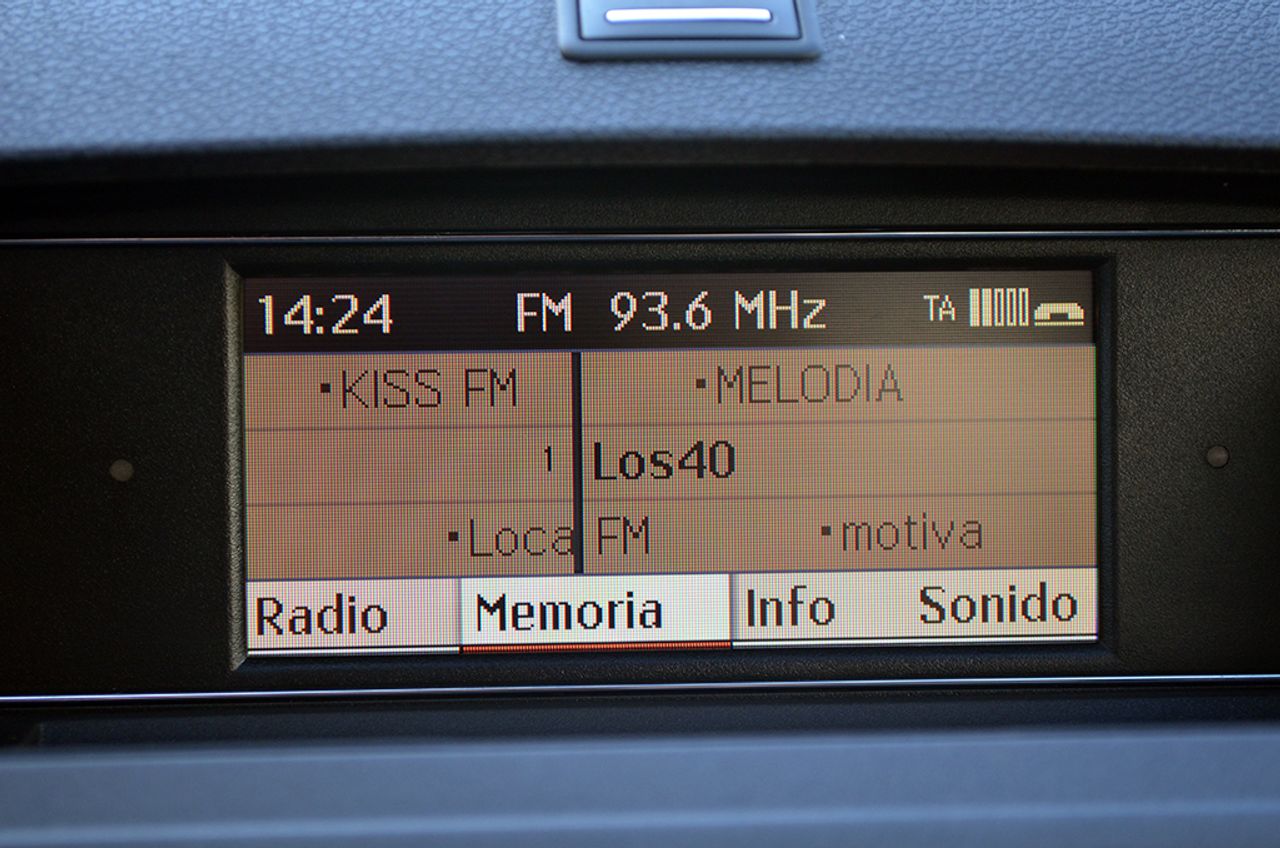 14:24 FM 93.6 MHz TA
·KISS FM ·MELODIA
1 Los40
·Loca FM ·motiva
Radio Memoria Info Sonido